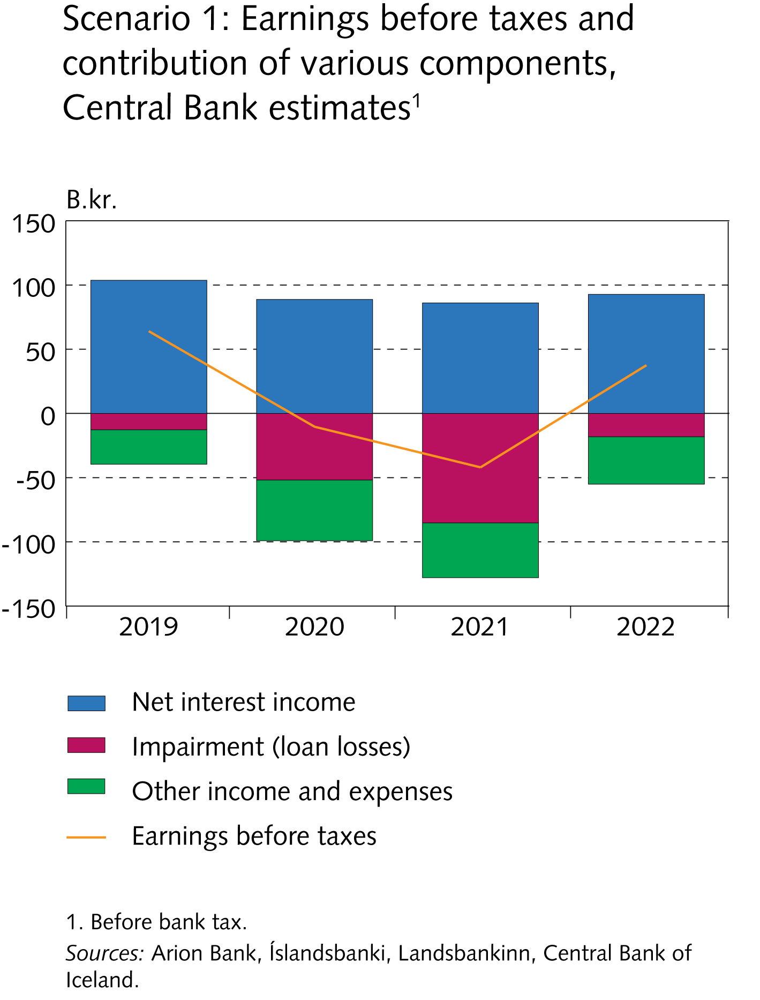 Scenario 1: Earnings before taxes and
contribution of various components,
Central Bank estimates¹
B.kr.
150
100
50
0
-50
-100
-150
2019 2020 2021 2022
Net interest income
Impairment (loan losses)
Other income and expenses
Earnings before taxes
1. Before bank tax.
Sources: Arion Bank, Íslandsbanki, Landsbankinn, Central Bank of
Iceland.